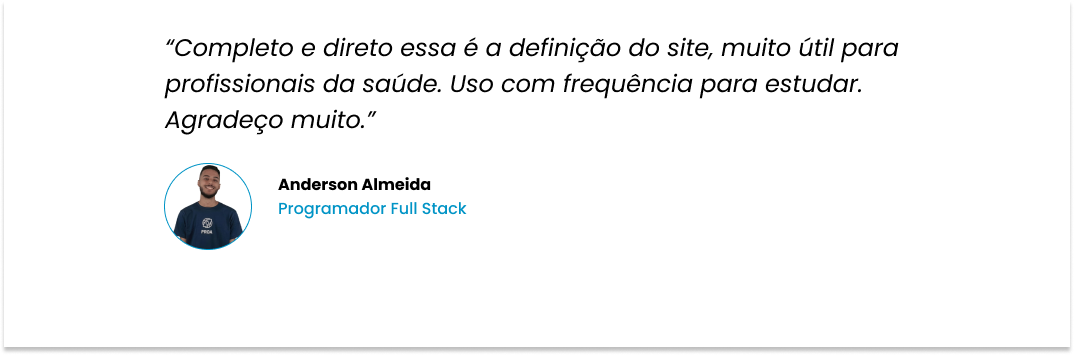 “Completo e direto essa é a definição do site, muito útil para
profissionais da saúde. Uso com frequência para estudar.
Agradeço muito.”
Anderson Almeida
Programador Full Stack